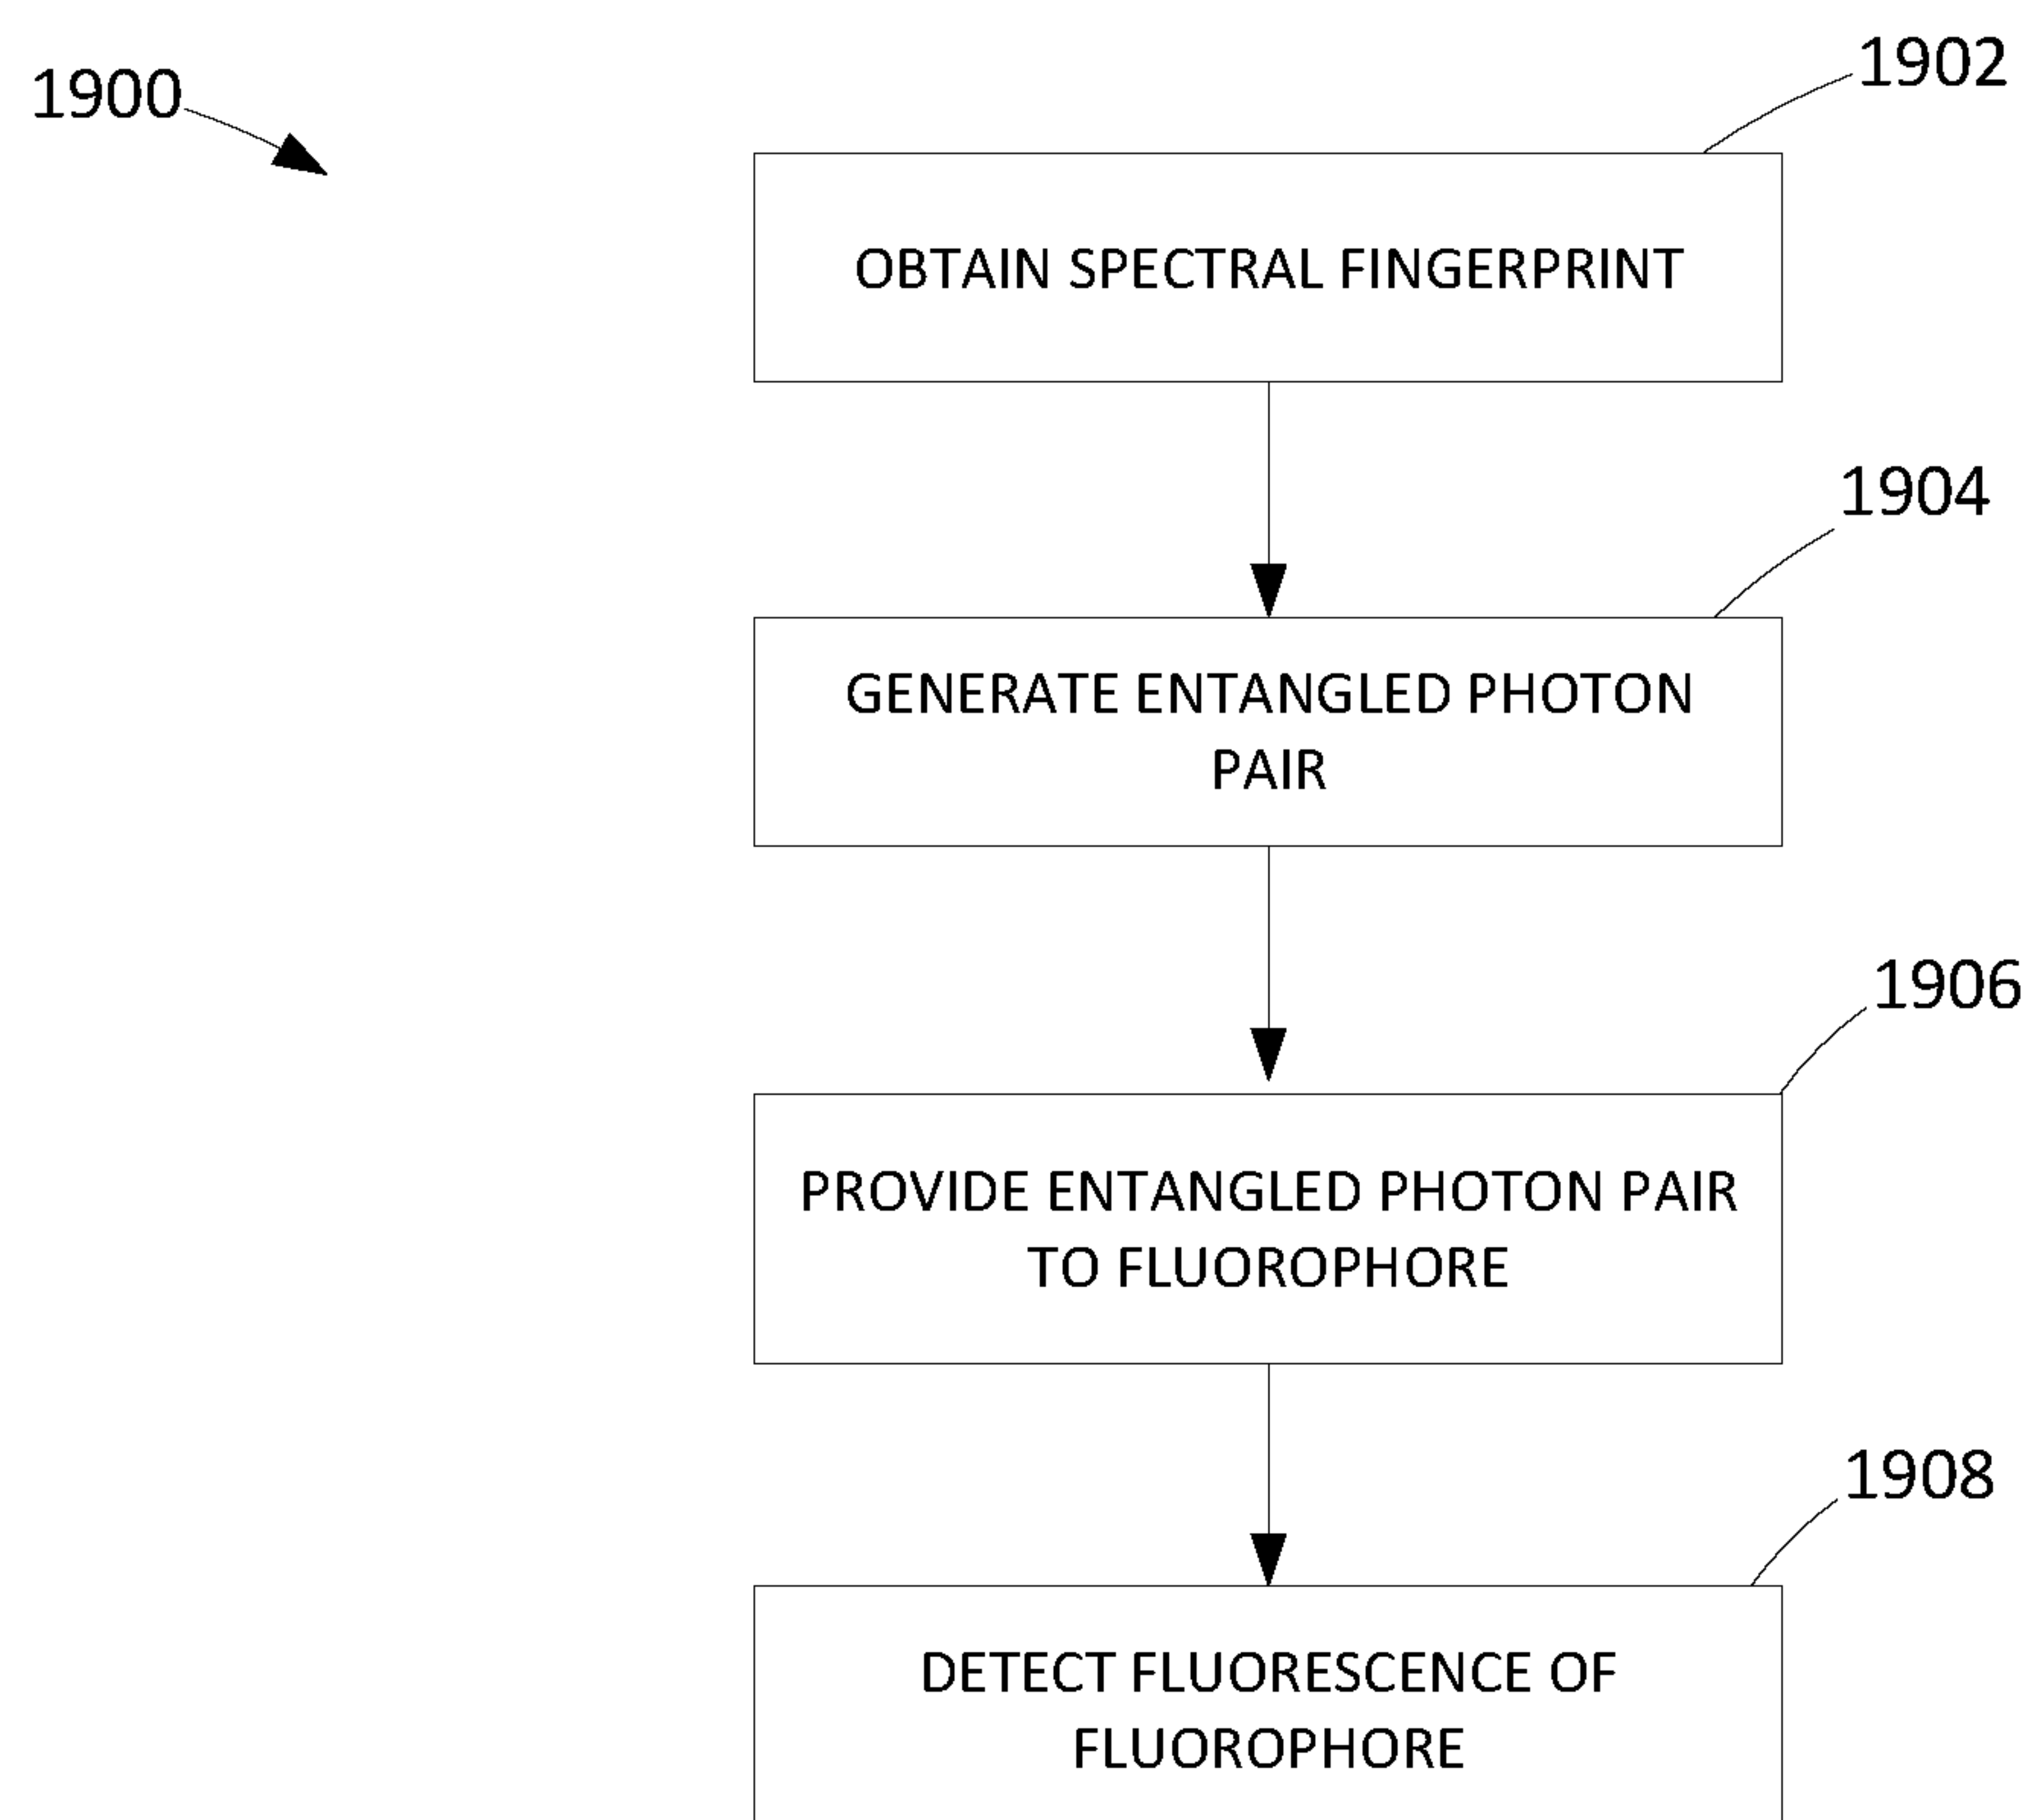 1900
1902
OBTAIN SPECTRAL FINGERPRINT
1904
GENERATE ENTANGLED PHOTON
PAIR
1906
PROVIDE ENTANGLED PHOTON PAIR
TO FLUOROPHORE
1908
DETECT FLUORESCENCE OF
FLUOROPHORE